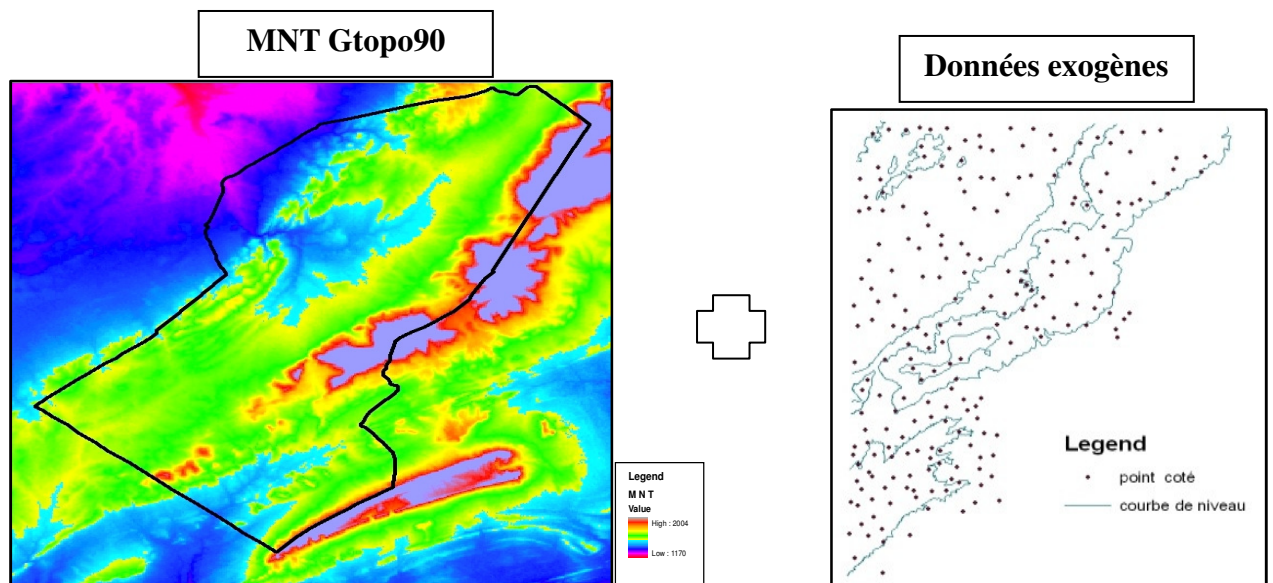 MNT Gtopo90
Données exogènes
Legend
M N T
Value
High : 2004
Low : 1170
Legend
point coté
courbe de niveau